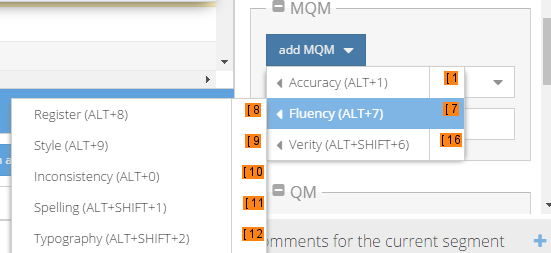 MQM
add MQM
Accuracy (ALT+1) [1
Fluency (ALT+7) [7
Verity (ALT+SHIFT+6) [16
Register (ALT+8) [8
Style (ALT+9) [9
Inconsistency (ALT+0) [10
Spelling (ALT+SHIFT+1) [11
Typography (ALT+SHIFT+2) [12
QM
omments for the current segment